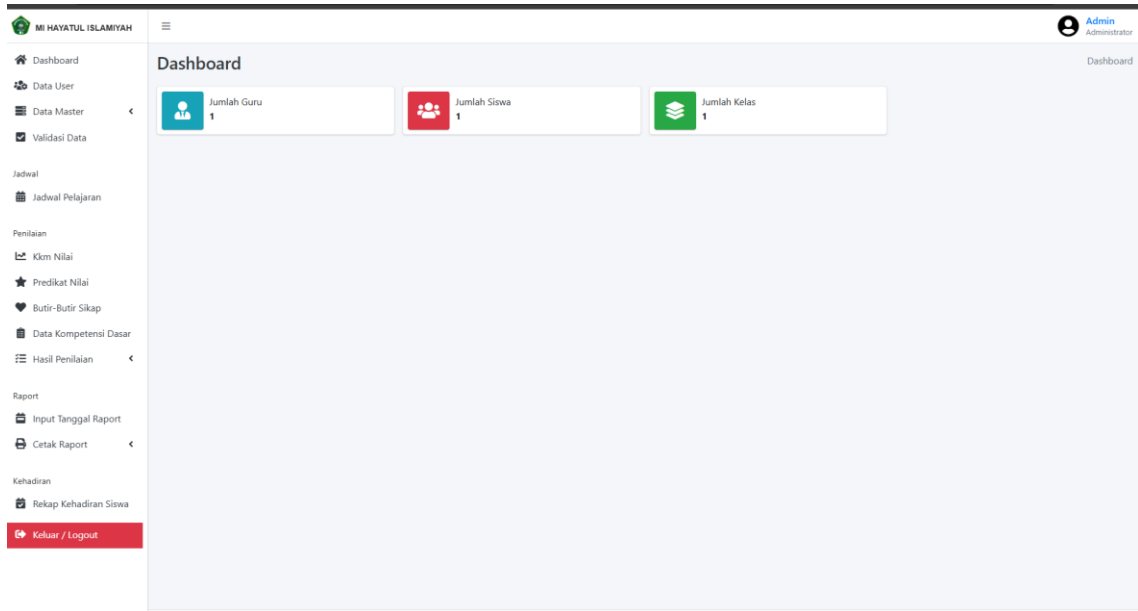 MI HAYATUL ISLAMIYAH
Admin
Administrator
Dashboard
Data User
Data Master
Validasi Data
Jadwal
Jadwal Pelajaran
Penilaian
Kkm Nilai
Predikat Nilai
Butir-Butir Sikap
Data Kompetensi Dasar
Hasil Penilaian
Raport
Input Tanggal Raport
Cetak Raport
Kehadiran
Rekap Kehadiran Siswa
Keluar / Logout
Dashboard
Dashboard
Jumlah Guru
1
Jumlah Siswa
1
Jumlah Kelas
1